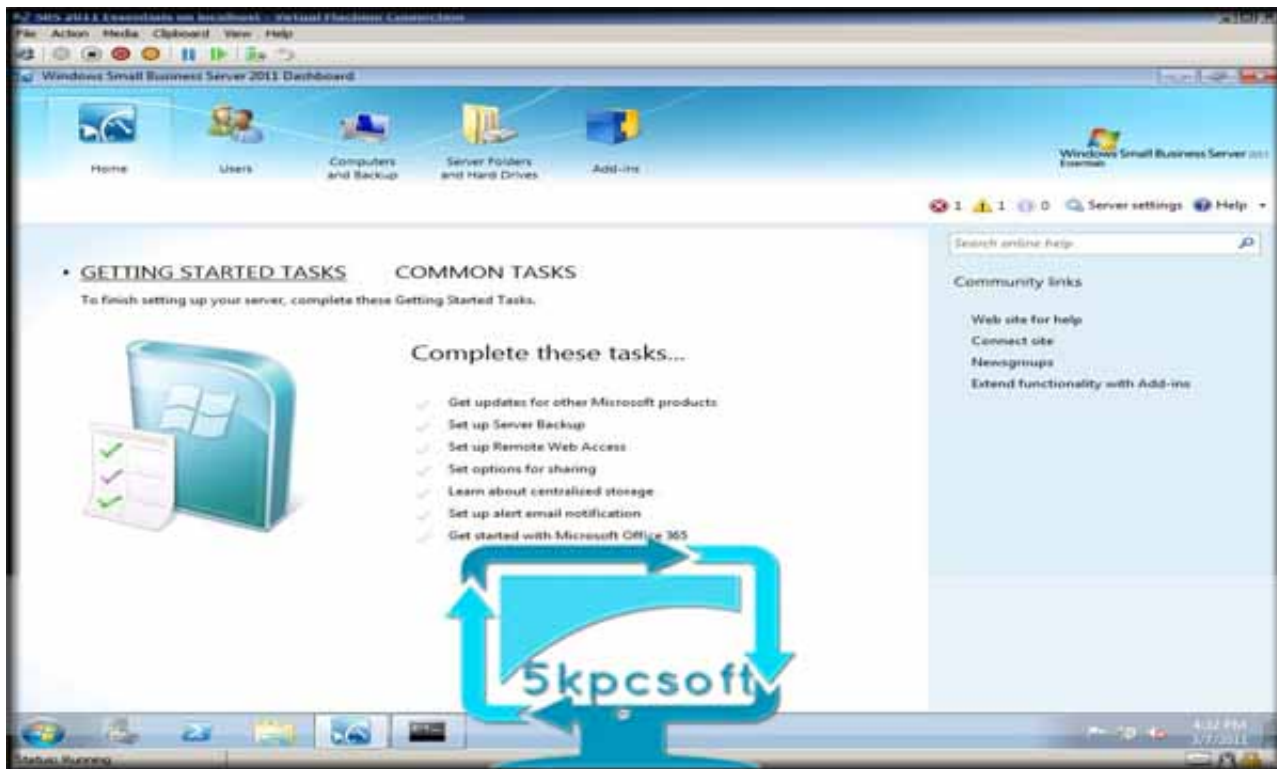 SBS 2011 Essentials on localhost - Virtual Machine Connection
File Action Media Clipboard View Help
Windows Small Business Server 2011 Dashboard
Home
Users
Computers and Backup
Server Folders and Hard Drives
Add-ins
Windows Small Business Server 2011
Essentials
1 1 0 Server settings Help
Search online help
• GETTING STARTED TASKS COMMON TASKS
To finish setting up your server, complete these Getting Started Tasks.
Complete these tasks...
Get updates for other Microsoft products
Set up Server Backup
Set up Remote Web Access
Set options for sharing
Learn about centralized storage
Set up alert email notification
Get started with Microsoft Office 365
Community links
Web site for help
Connect site
Newsgroups
Extend functionality with Add-ins
5kpcsoft
4:32 PM
3/7/2011
Status: Running